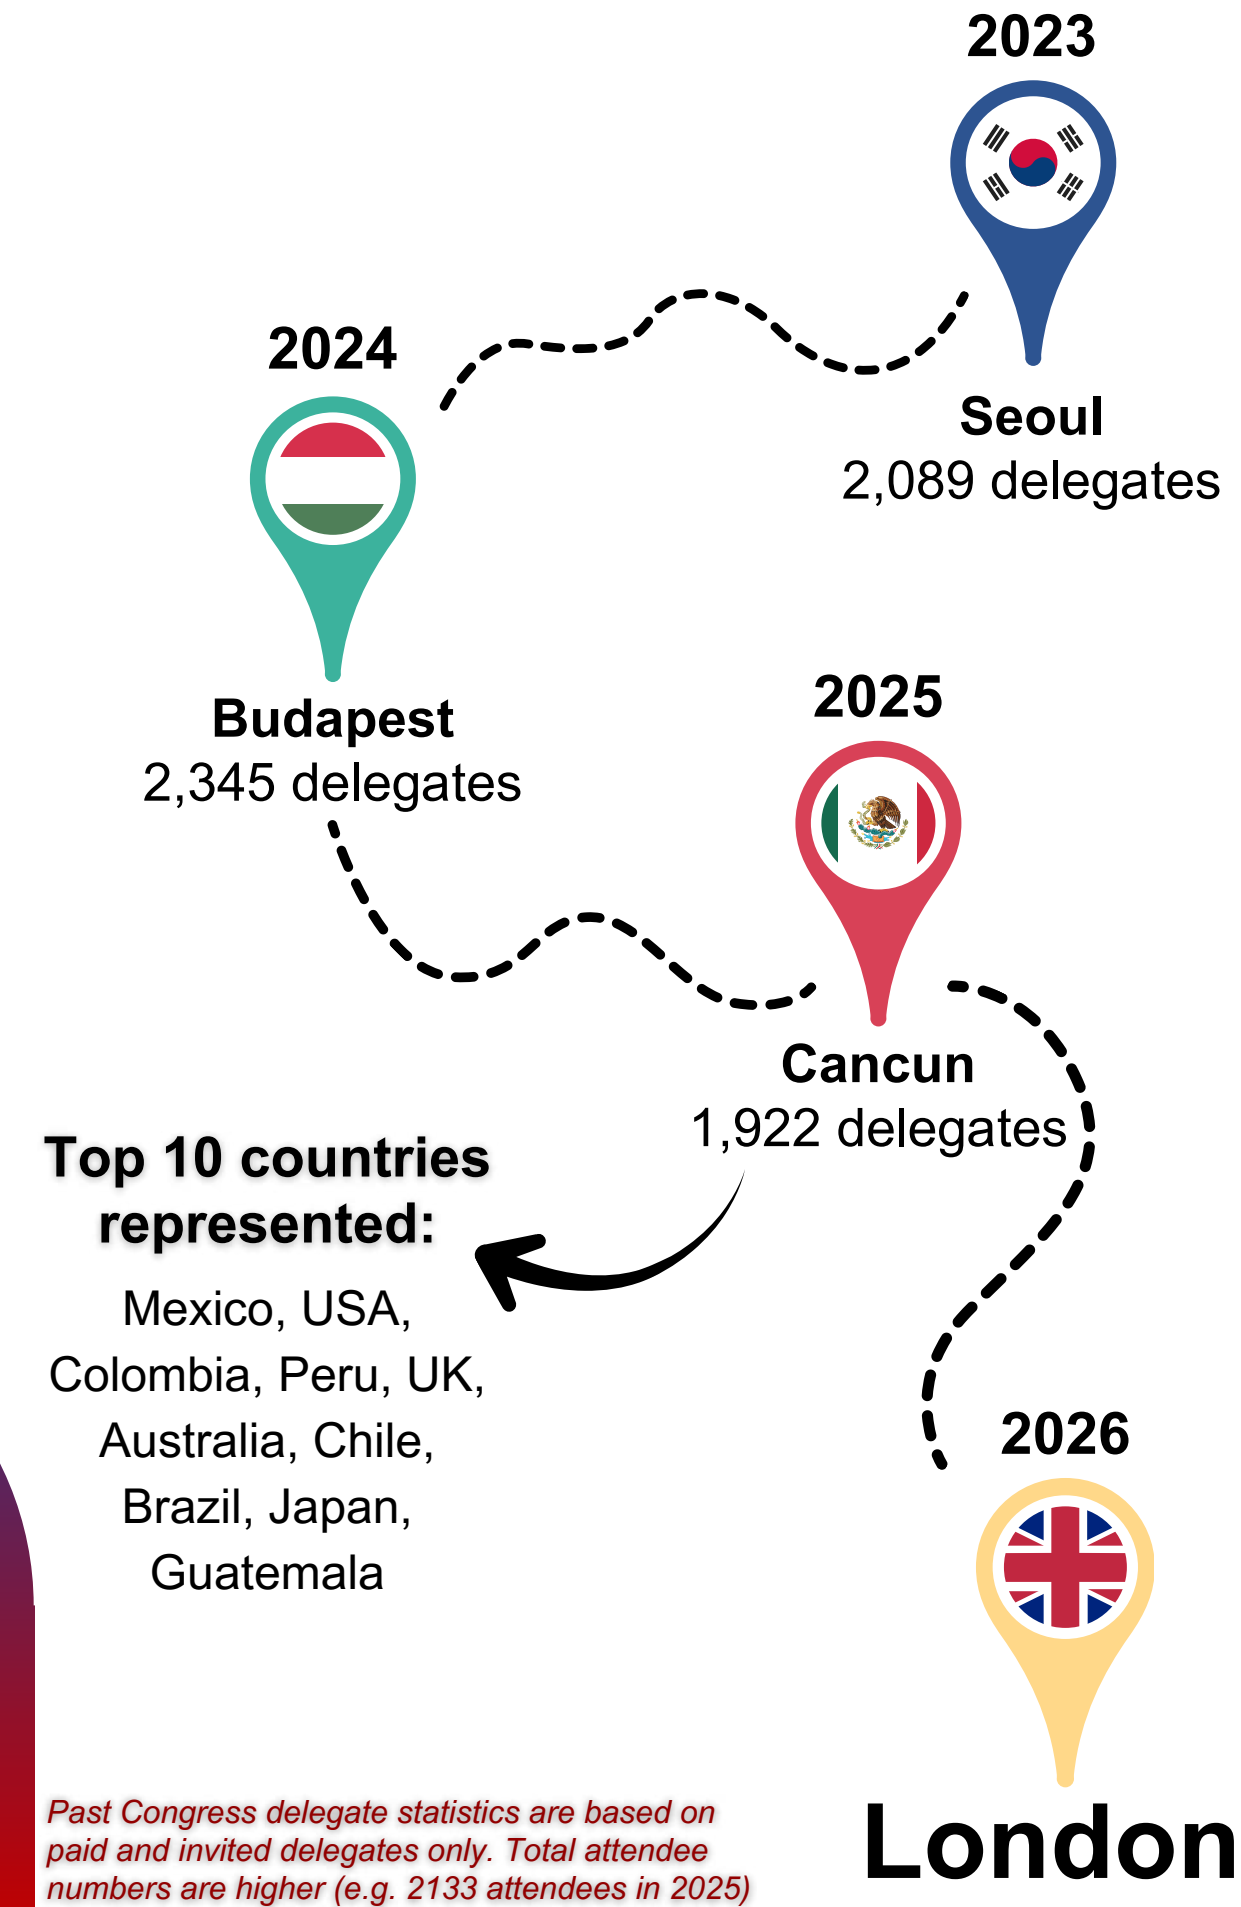 2023
Seoul
2,089 delegates
2024
Budapest
2,345 delegates
2025
Cancun
1,922 delegates
Top 10 countries
represented:
Mexico, USA,
Colombia, Peru, UK,
Australia, Chile,
Brazil, Japan,
Guatemala
2026
London
Past Congress delegate statistics are based on
paid and invited delegates only. Total attendee
numbers are higher (e.g. 2133 attendees in 2025)